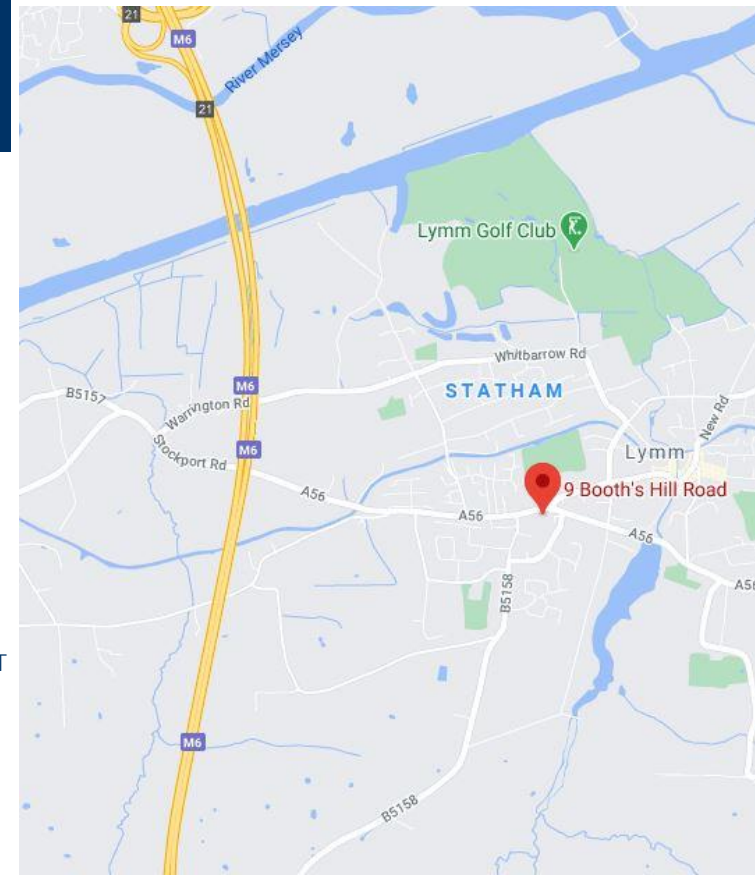 21
M6
River Mersey
21
Lymm Golf Club
Whitbarrow Rd
M6
STATHAM
B5157
Warrington Rd
New Rd
Stockport Rd
M6
Lymm
A56
9 Booth's Hill Road
A56
A56
A5
B5158
T
M6
B5158